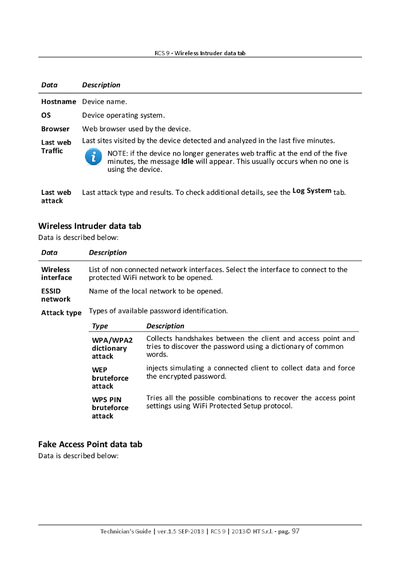 RCS 9 - Wireless Intruder data tab
Data Description
Hostname Device name.
OS Device operating system.
Browser Web browser used by the device.
Last web Last sites visited by the device detected and analyzed in the last five minutes.
Traffic
NOTE: if the device no longer generates web traffic at the end of the five
minutes, the message Idle will appear. This usually occurs when no one is
using the device.
Last web Last attack type and results. To check additional details, see the Log System tab.
attack
Wireless Intruder data tab
Data is described below:
Data Description
Wireless List of non connected network interfaces. Select the interface to connect to the
interface protected WiFi network to be opened.
ESSID Name of the local network to be opened.
network
Attack type Types of available password identification.
Type Description
WPA/WPA2 Collects handshakes between the client and access point and
dictionary tries to discover the password using a dictionary of common
attack words.
WEP injects simulating a connected client to collect data and force
bruteforce the encrypted password.
attack
WPS PIN Tries all the possible combinations to recover the access point
bruteforce settings using WiFi Protected Setup protocol.
attack
Fake Access Point data tab
Data is described below:
Technician's Guide | ver.1.5 SEP-2013 | RCS 9 | 2013© HT S.r.l. - pag. 97